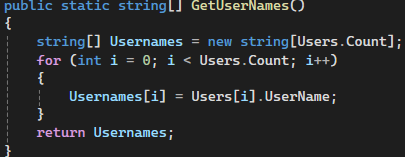 public static string[] GetUserNames()
{
string[] Usernames = new string[Users.Count];
for (int i = 0; i < Users.Count; i++)
{
Usernames[i] = Users[i].UserName;
}
return Usernames;
}